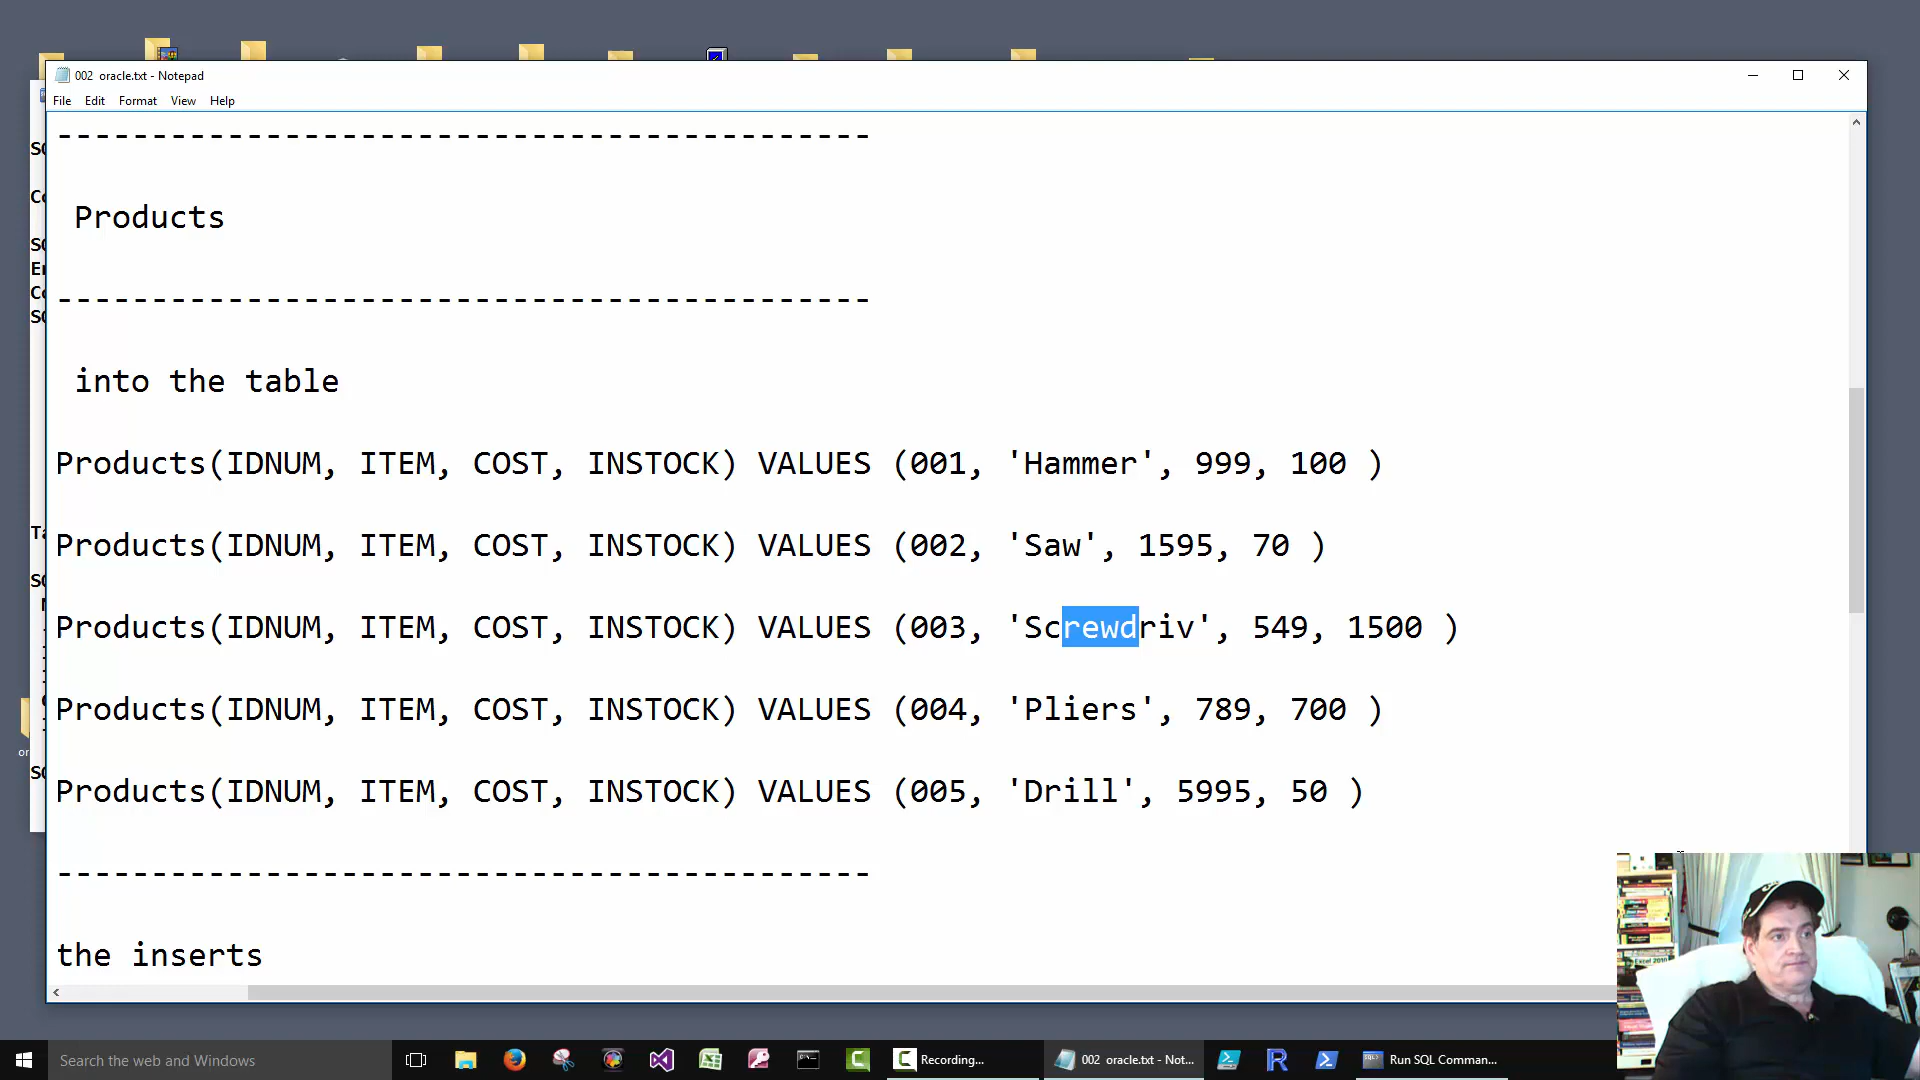 002 oracle.txt - Notepad
File Edit Format View Help
-------------------------------------------
Products
-------------------------------------------
into the table
Products(IDNUM, ITEM, COST, INSTOCK) VALUES (001, 'Hammer', 999, 100 )
Products(IDNUM, ITEM, COST, INSTOCK) VALUES (002, 'Saw', 1595, 70 )
Products(IDNUM, ITEM, COST, INSTOCK) VALUES (003, 'Screwdriv', 549, 1500 )
Products(IDNUM, ITEM, COST, INSTOCK) VALUES (004, 'Pliers', 789, 700 )
Products(IDNUM, ITEM, COST, INSTOCK) VALUES (005, 'Drill', 5995, 50 )
-------------------------------------------
the inserts
Search the web and Windows
Recording...
002 oracle.txt - Not...
Run SQL Comman...